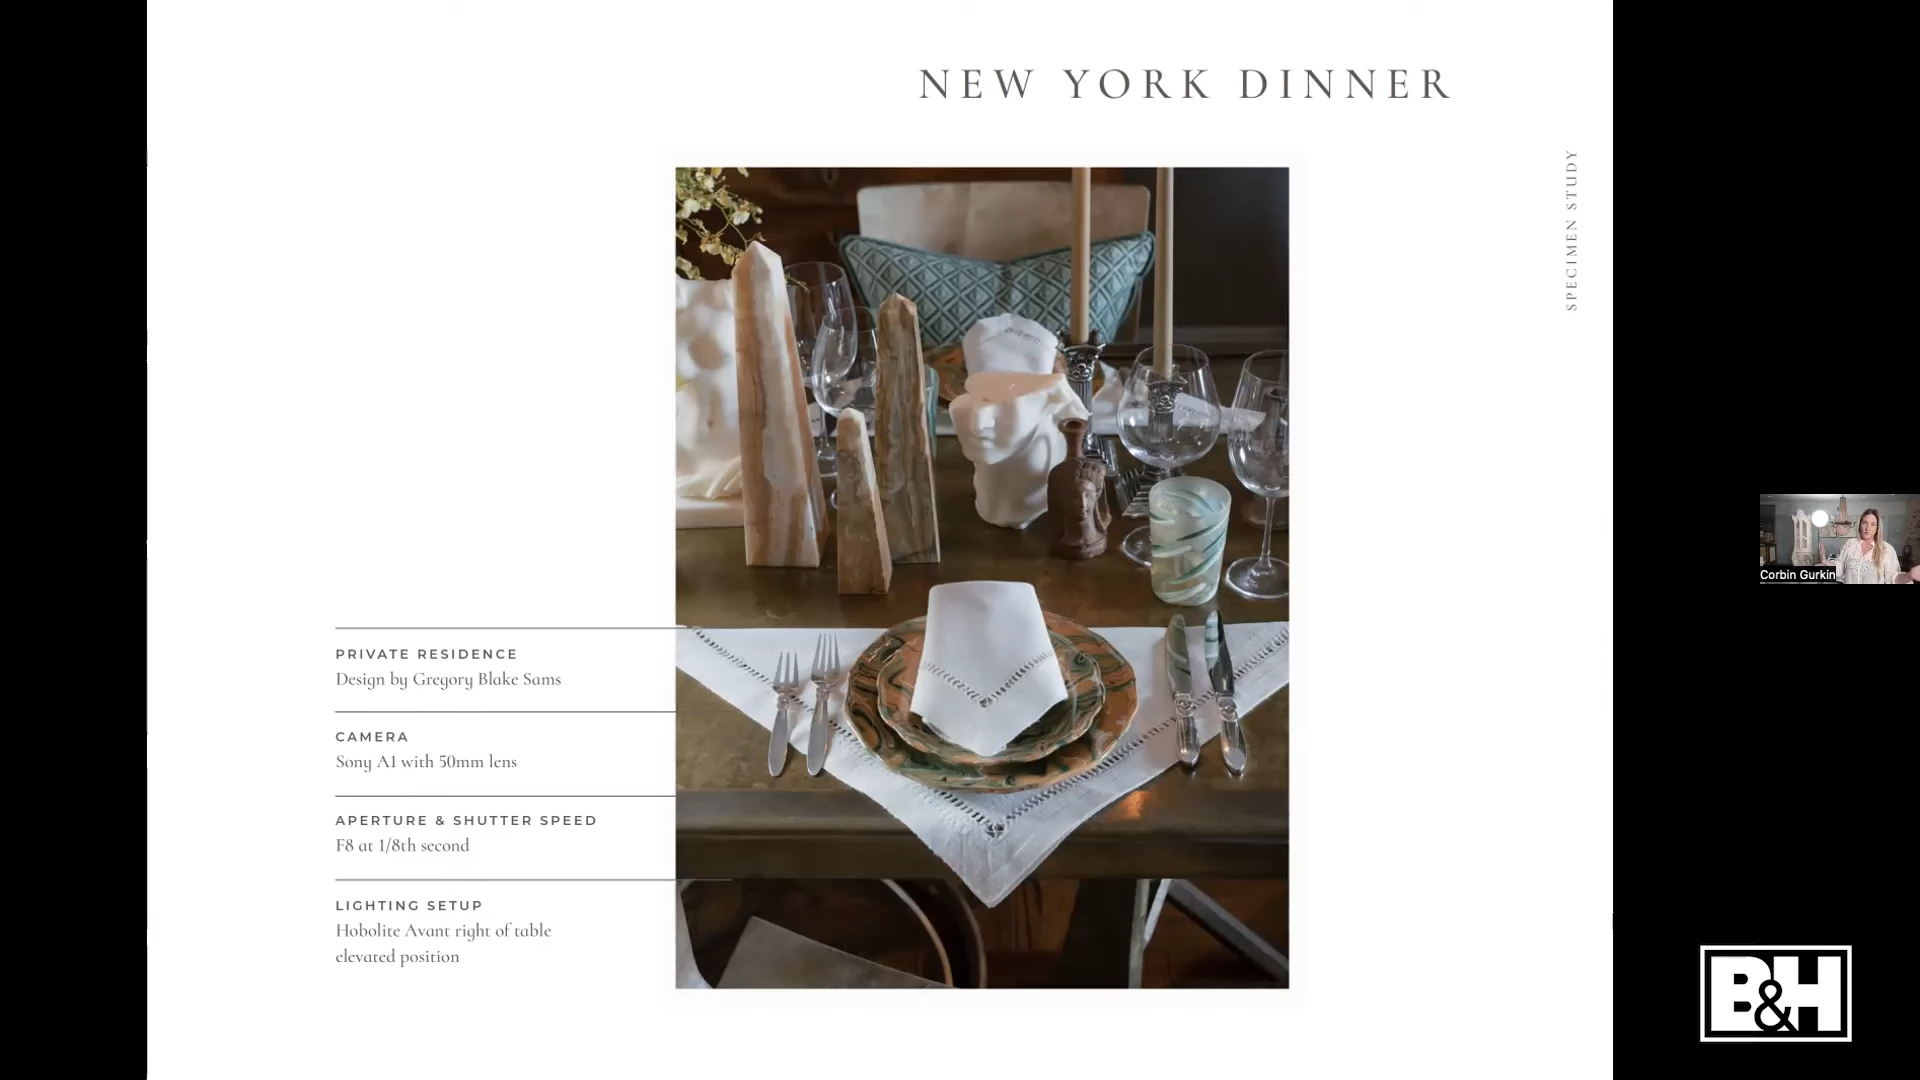 NEW YORK DINNER
SPECIMEN STUDY
PRIVATE RESIDENCE
Design by Gregory Blake Sams
CAMERA
Sony A1 with 50mm lens
APERTURE & SHUTTER SPEED
F8 at 1/8th second
LIGHTING SETUP
Hobolite Avant right of table
elevated position
Corbin Gurkin
B&H